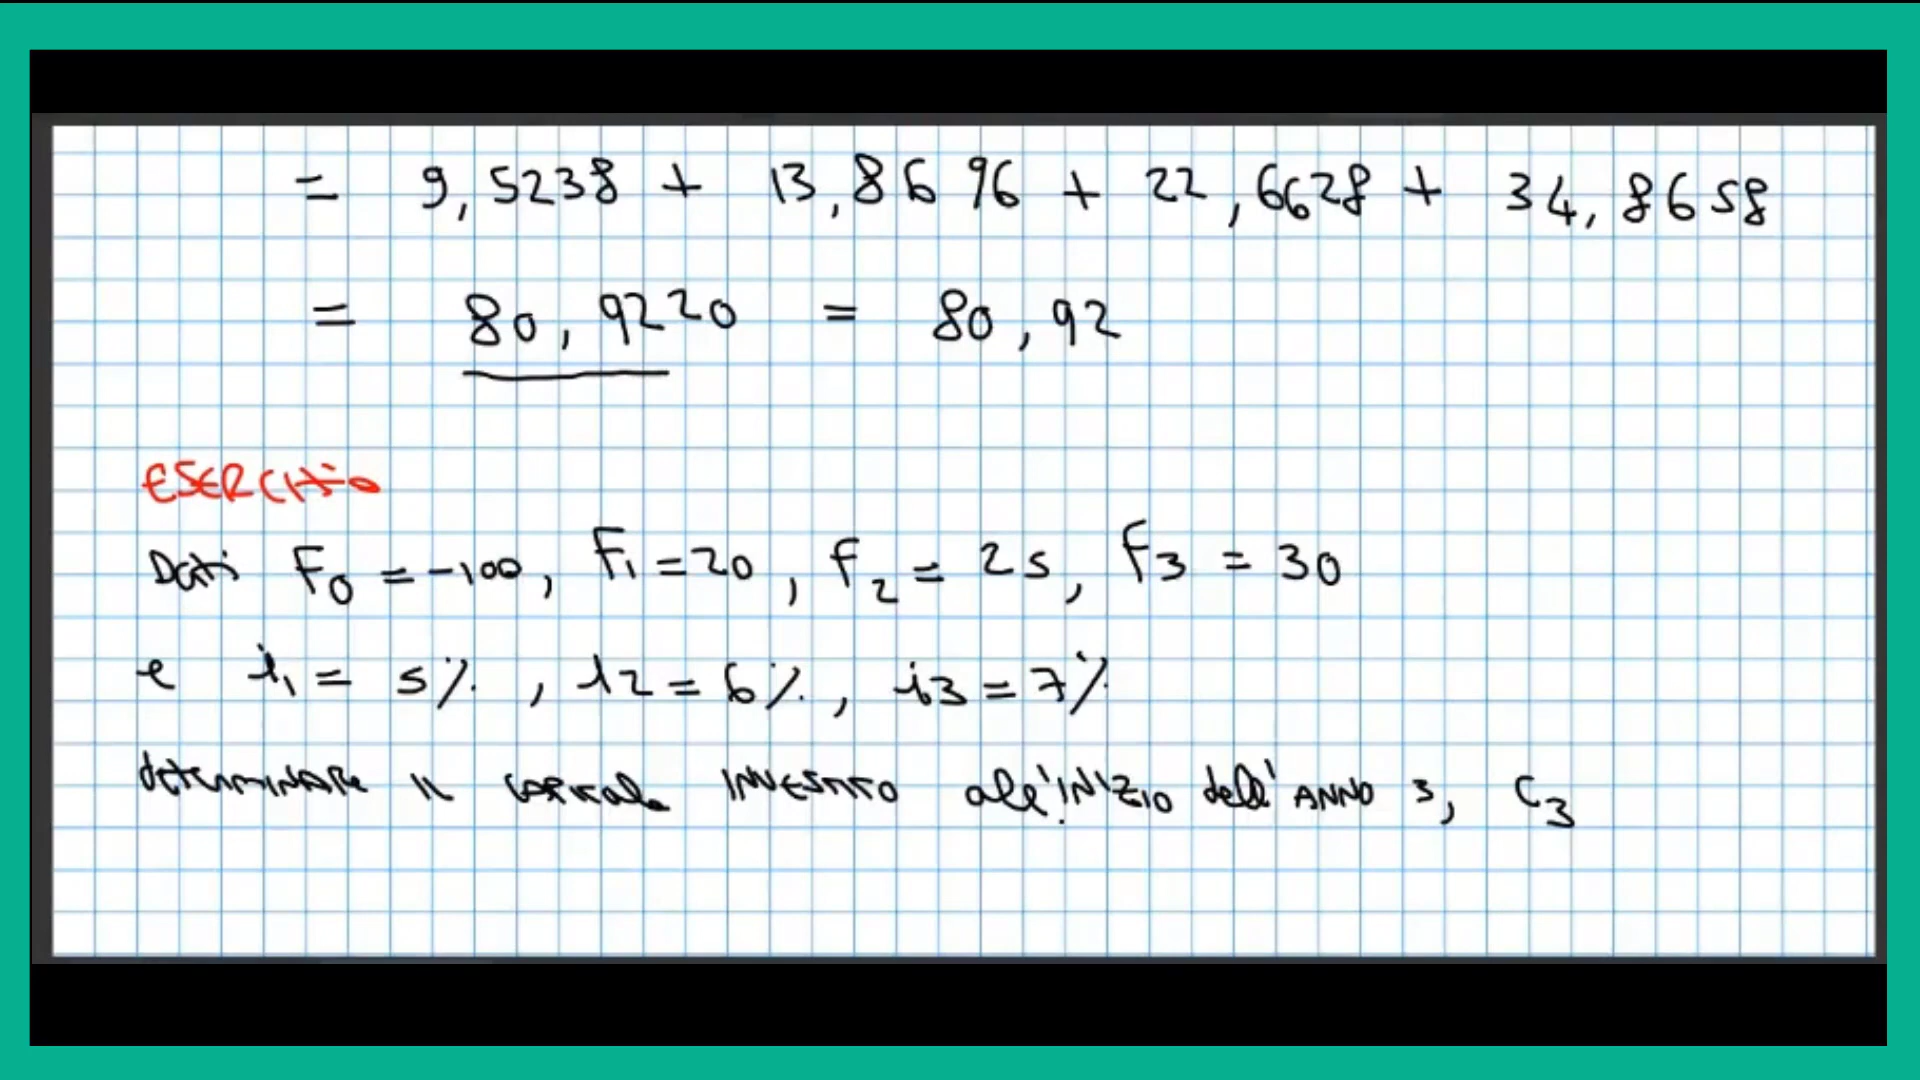 = 9,5238 + 13,8696 + 22,6628 + 34,8658
= 80,9220 = 80,92
ESERCIZIO
Dati F0 = -100, F1 = 20, F2 = 25, F3 = 30
e i1 = 5%, i2 = 6%, i3 = 7%
determinare il capitale investito all'inizio dell'anno 3, C3